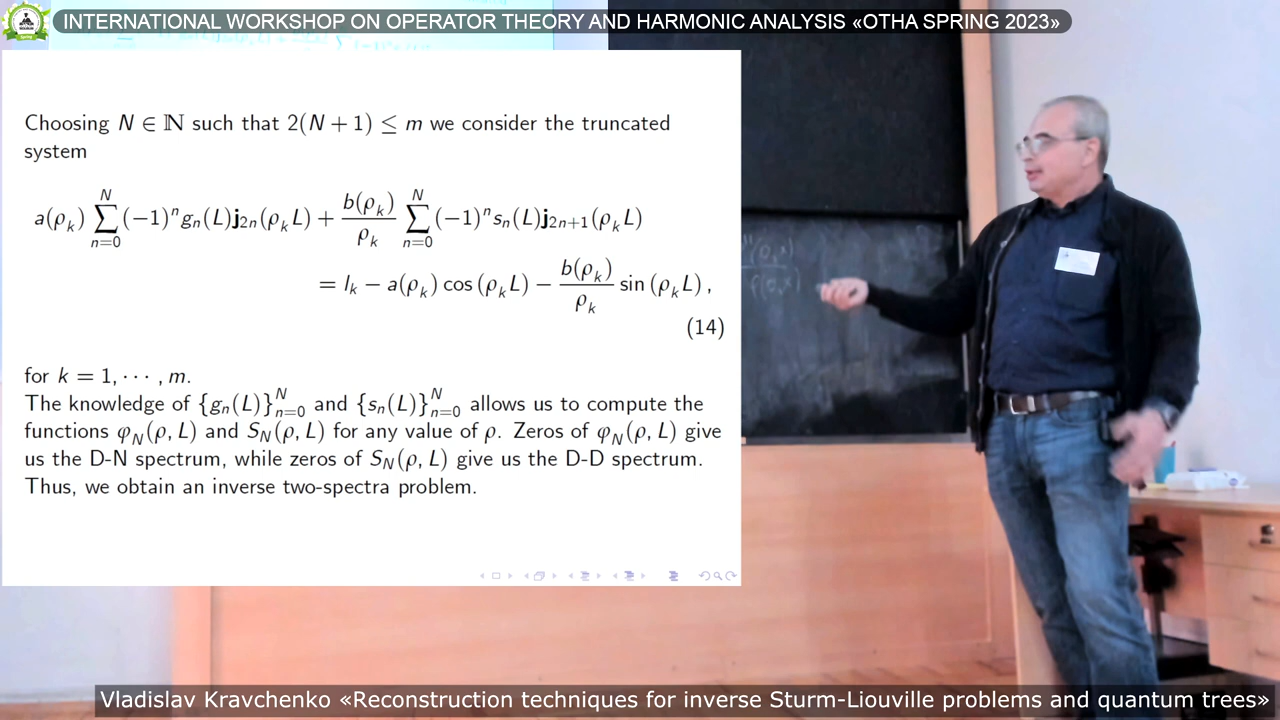 INTERNATIONAL WORKSHOP ON OPERATOR THEORY AND HARMONIC ANALYSIS «OTHA SPRING 2023»
Choosing N ∈ ℕ such that 2(N + 1) ≤ m we consider the truncated
system
a(ρ_k) ∑_{n=0}^{N} (−1)^n g_n(L) j_{2n}(ρ_k L) + b(ρ_k)/ρ_k ∑_{n=0}^{N} (−1)^n s_n(L) j_{2n+1}(ρ_k L)
= l_k − a(ρ_k) cos (ρ_k L) − b(ρ_k)/ρ_k sin (ρ_k L) ,
(14)
for k = 1, ··· , m.
The knowledge of {g_n(L)}_{n=0}^{N} and {s_n(L)}_{n=0}^{N} allows us to compute the
functions φ_N(ρ, L) and S_N(ρ, L) for any value of ρ. Zeros of φ_N(ρ, L) give
us the D-N spectrum, while zeros of S_N(ρ, L) give us the D-D spectrum.
Thus, we obtain an inverse two-spectra problem.
Vladislav Kravchenko «Reconstruction techniques for inverse Sturm-Liouville problems and quantum trees»